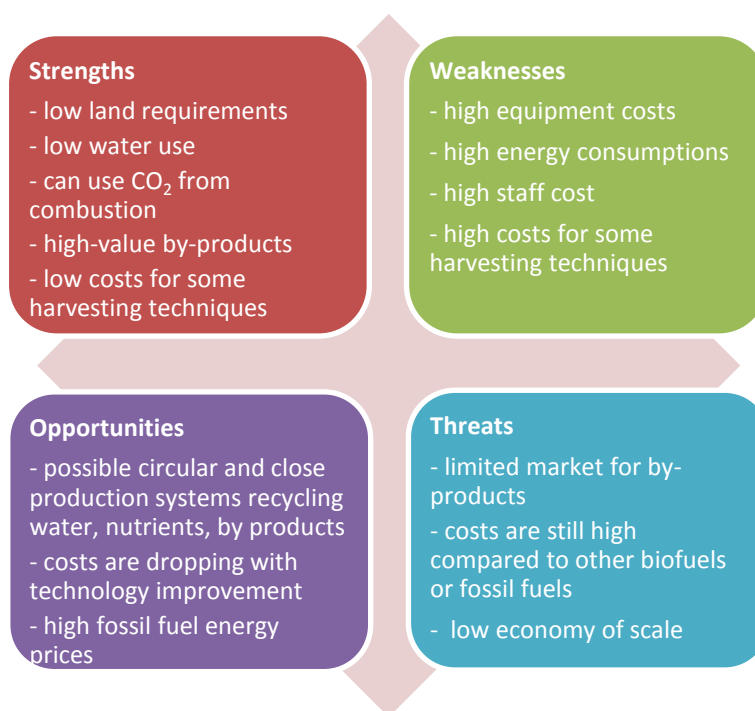 Strengths
- low land requirements
- low water use
- can use CO₂ from
combustion
- high-value by-products
- low costs for some
harvesting techniques
Weaknesses
- high equipment costs
- high energy consumptions
- high staff cost
- high costs for some
harvesting techniques
Opportunities
- possible circular and close
production systems recycling
water, nutrients, by products
- costs are dropping with
technology improvement
- high fossil fuel energy
prices
Threats
- limited market for by-
products
- costs are still high
compared to other biofuels
or fossil fuels
- low economy of scale